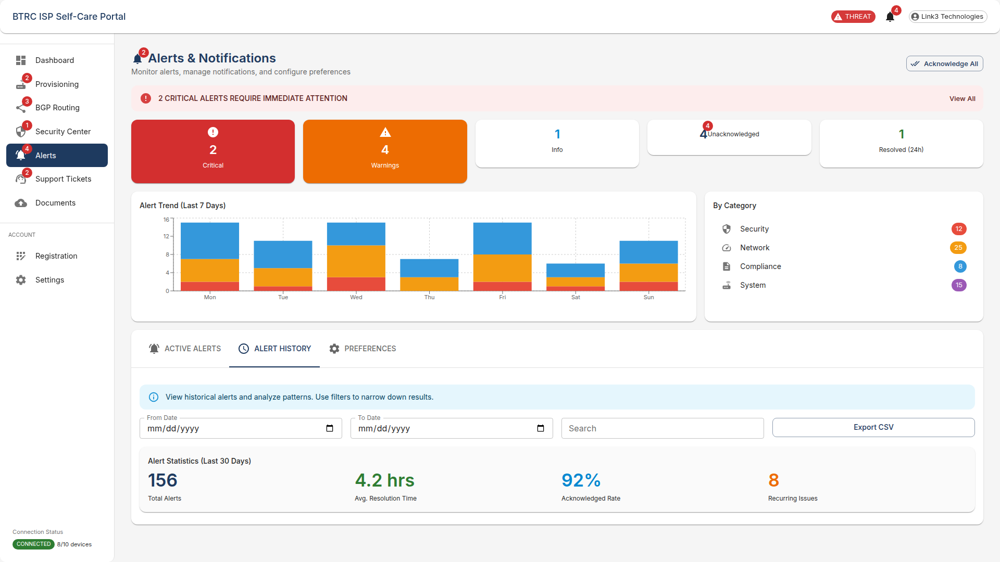 BTRC ISP Self-Care Portal
THREAT
4
Link3 Technologies
Dashboard
2
Provisioning
3
BGP Routing
1
Security Center
4
Alerts
2
Support Tickets
Documents
ACCOUNT
Registration
Settings
Connection Status
CONNECTED 8/10 devices
2
Alerts & Notifications
Monitor alerts, manage notifications, and configure preferences
Acknowledge All
2 CRITICAL ALERTS REQUIRE IMMEDIATE ATTENTION
View All
2
Critical
4
Warnings
1
Info
4
4 Unacknowledged
1
Resolved (24h)
Alert Trend (Last 7 Days)
16
12
8
4
0
Mon Tue Wed Thu Fri Sat Sun
By Category
Security 12
Network 25
Compliance 8
System 15
ACTIVE ALERTS ALERT HISTORY PREFERENCES
View historical alerts and analyze patterns. Use filters to narrow down results.
From Date
mm/dd/yyyy
To Date
mm/dd/yyyy
Search
Export CSV
Alert Statistics (Last 30 Days)
156
Total Alerts
4.2 hrs
Avg. Resolution Time
92%
Acknowledged Rate
8
Recurring Issues